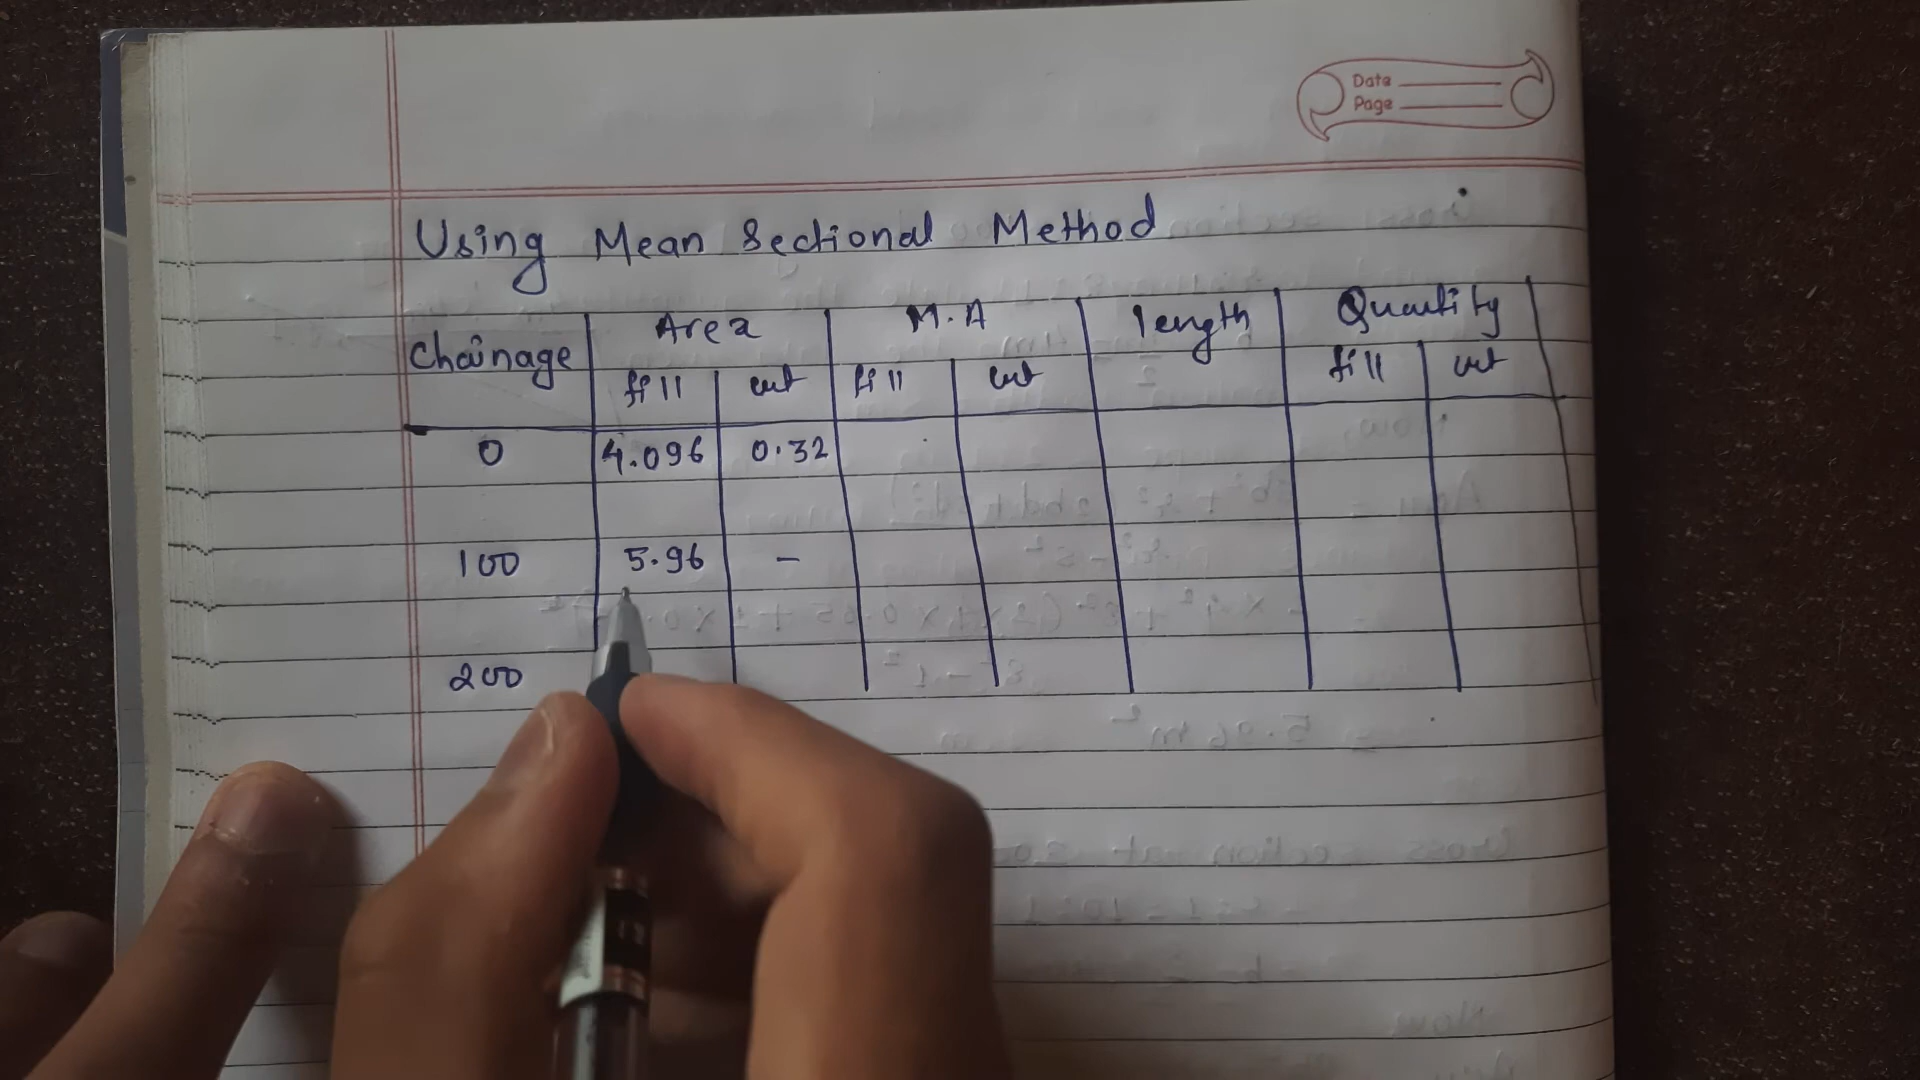 Data
Page
Using Mean Sectional Method
Chainage Area M.A length Quantity
fill cut fill cut fill cut
0 4.096 0.32
100 5.96 -
200